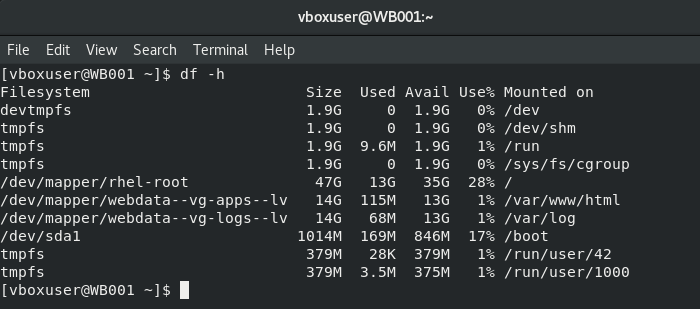 vboxuser@WB001:~
File Edit View Search Terminal Help
[vboxuser@WB001 ~]$ df -h
Filesystem Size Used Avail Use% Mounted on
devtmpfs 1.9G 0 1.9G 0% /dev
tmpfs 1.9G 0 1.9G 0% /dev/shm
tmpfs 1.9G 9.6M 1.9G 1% /run
tmpfs 1.9G 0 1.9G 0% /sys/fs/cgroup
/dev/mapper/rhel-root 47G 13G 35G 28% /
/dev/mapper/webdata--vg-apps--lv 14G 115M 13G 1% /var/www/html
/dev/mapper/webdata--vg-logs--lv 14G 68M 13G 1% /var/log
/dev/sda1 1014M 169M 846M 17% /boot
tmpfs 379M 28K 379M 1% /run/user/42
tmpfs 379M 3.5M 375M 1% /run/user/1000
[vboxuser@WB001 ~]$